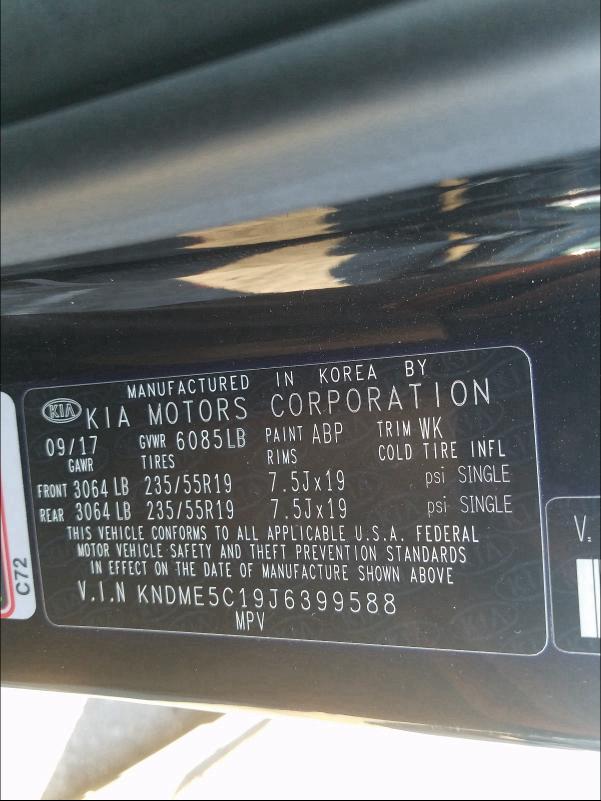 MANUFACTURED IN KOREA BY
KIA KIA MOTORS CORPORATION
09/17 GVWR 6085LB PAINT ABP TRIM WK
GAWR TIRES RIMS COLD TIRE INFL
FRONT 3064 LB 235/55R19 7.5Jx19 psi SINGLE
REAR 3064 LB 235/55R19 7.5Jx19 psi SINGLE
THIS VEHICLE CONFORMS TO ALL APPLICABLE U.S.A. FEDERAL
MOTOR VEHICLE SAFETY AND THEFT PREVENTION STANDARDS
IN EFFECT ON THE DATE OF MANUFACTURE SHOWN ABOVE
V.I.N KNDME5C19J6399588
MPV
C72
V.